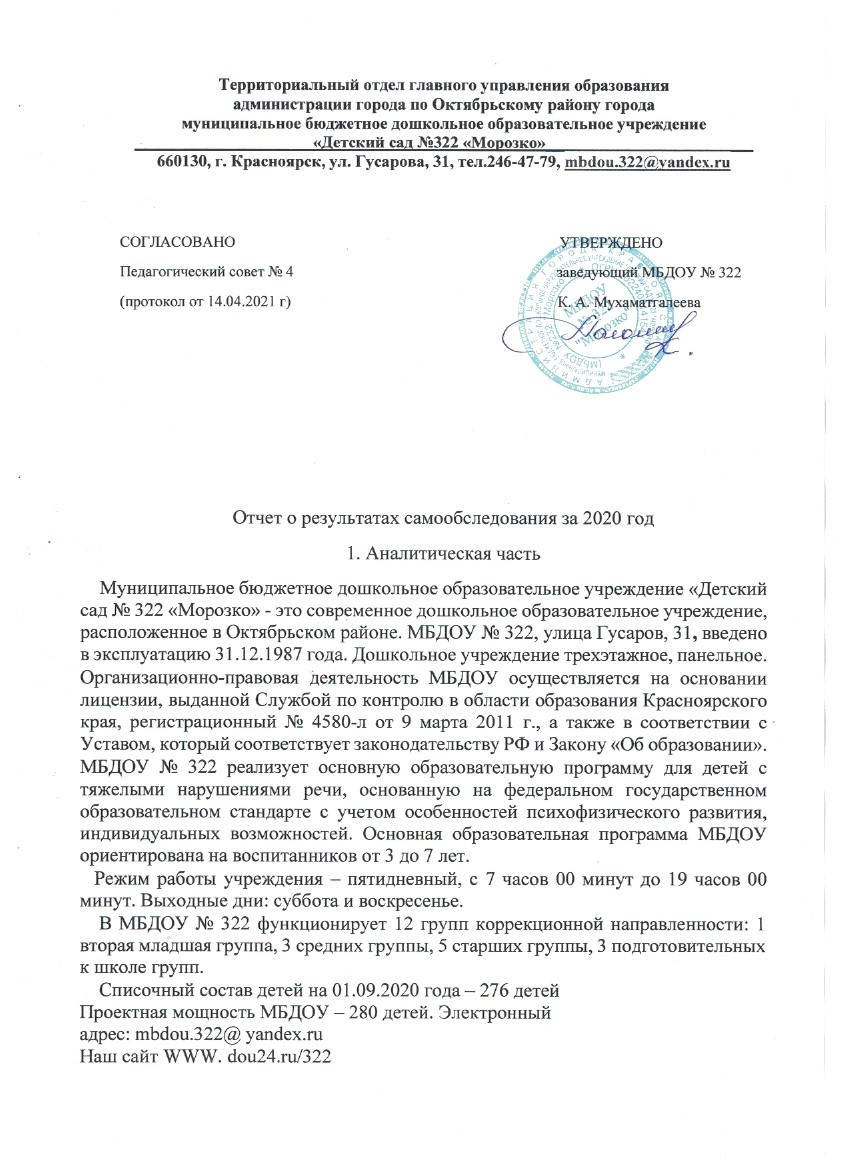 Территориальный отдел главного управления образования
администрации города по Октябрьскому району города
муниципальное бюджетное дошкольное образовательное учреждение
«Детский сад №322 «Морозко»
660130, г. Красноярск, ул. Гусарова, 31, тел.246-47-79, mbdou.322@yandex.ru
СОГЛАСОВАНО
УТВЕРЖДЕНО
Педагогический совет № 4
заведующий МБДОУ № 322
(протокол от 14.04.2021 г)
К. А. Мухаматгалеева
МБДОУ
"Морозко"
Отчет о результатах самообследования за 2020 год
1. Аналитическая часть
Муниципальное бюджетное дошкольное образовательное учреждение «Детский
сад № 322 «Морозко» - это современное дошкольное образовательное учреждение,
расположенное в Октябрьском районе. МБДОУ № 322, улица Гусаров, 31, введено
в эксплуатацию 31.12.1987 года. Дошкольное учреждение трехэтажное, панельное.
Организационно-правовая деятельность МБДОУ осуществляется на основании
лицензии, выданной Службой по контролю в области образования Красноярского
края, регистрационный № 4580-л от 9 марта 2011 г., а также в соответствии с
Уставом, который соответствует законодательству РФ и Закону «Об образовании».
МБДОУ № 322 реализует основную образовательную программу для детей с
тяжелыми нарушениями речи, основанную на федеральном государственном
образовательном стандарте с учетом особенностей психофизического развития,
индивидуальных возможностей. Основная образовательная программа МБДОУ
ориентирована на воспитанников от 3 до 7 лет.
Режим работы учреждения – пятидневный, с 7 часов 00 минут до 19 часов 00
минут. Выходные дни: суббота и воскресенье.
В МБДОУ № 322 функционирует 12 групп коррекционной направленности: 1
вторая младшая группа, 3 средних группы, 5 старших группы, 3 подготовительных
к школе групп.
Списочный состав детей на 01.09.2020 года – 276 детей
Проектная мощность МБДОУ – 280 детей. Электронный
адрес: mbdou.322@ yandex.ru
Наш сайт WWW. dou24.ru/322